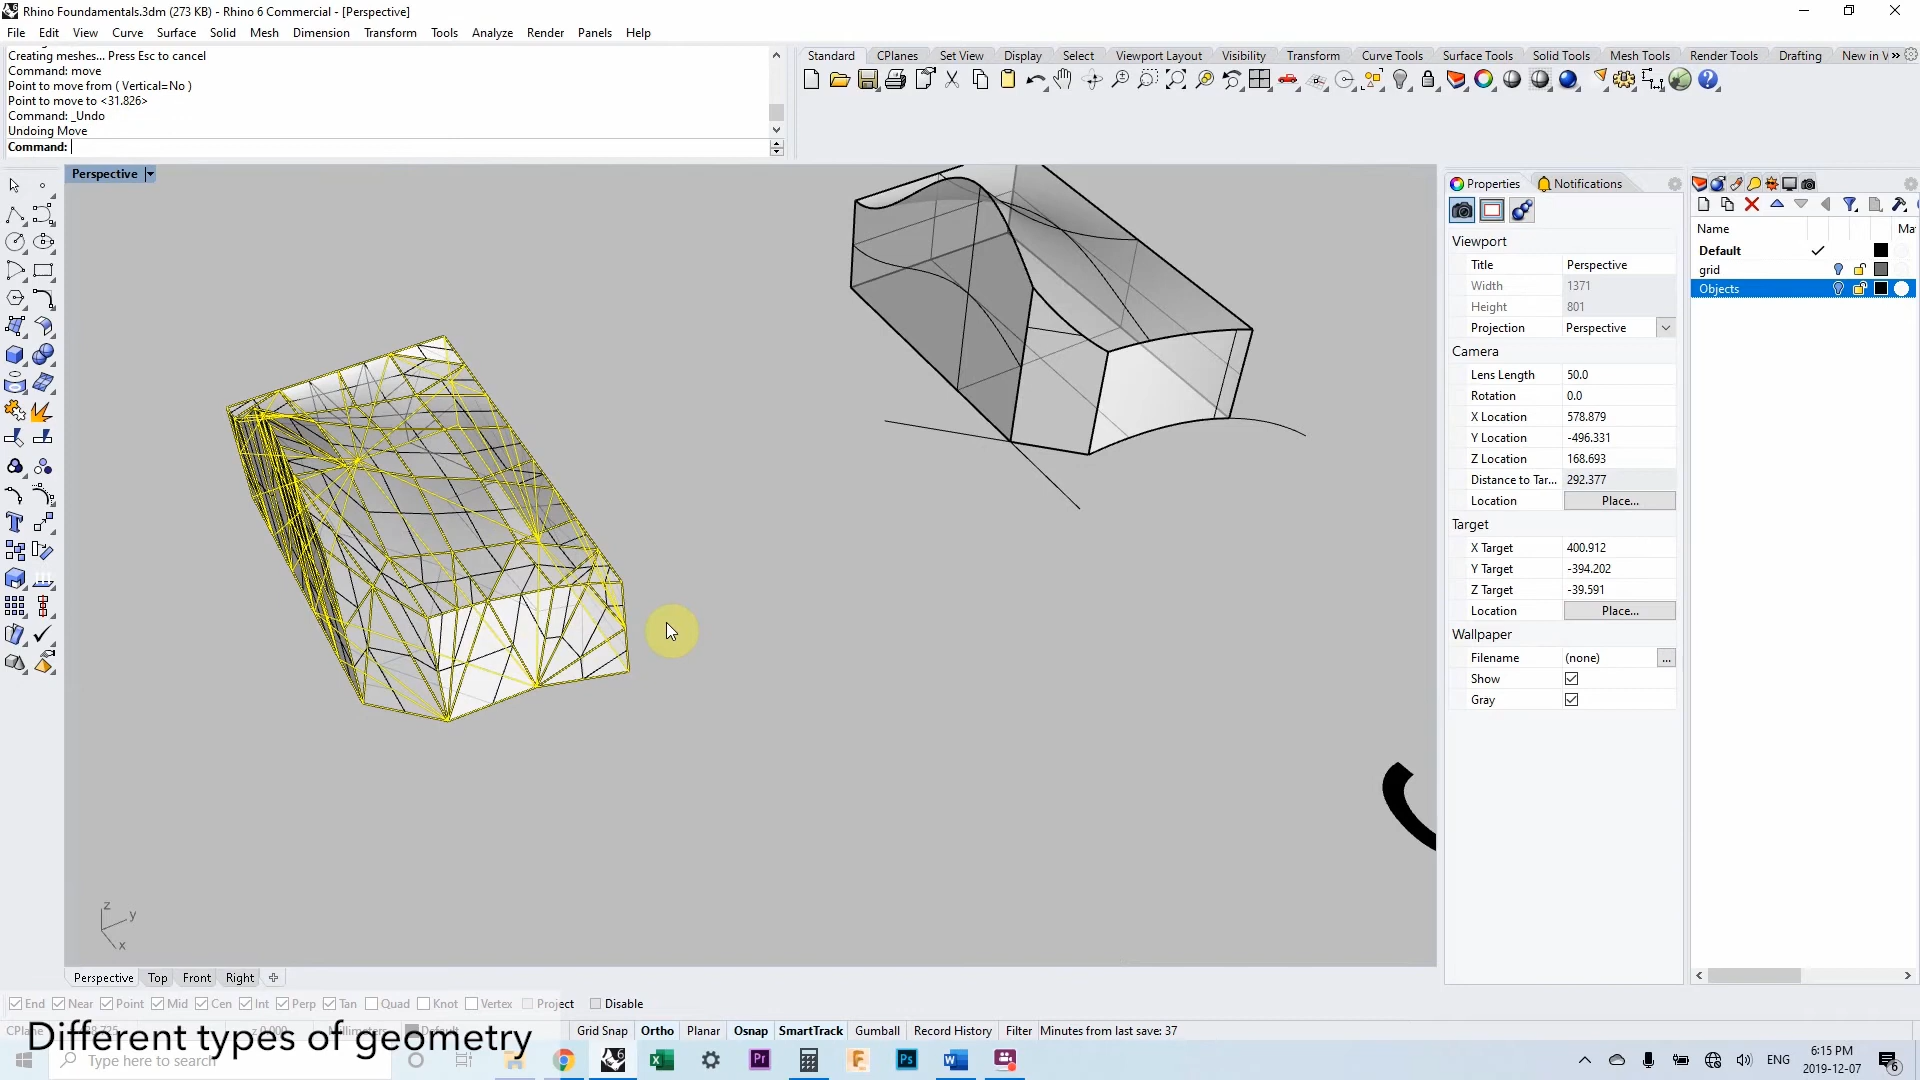 Rhino Foundamentals.3dm (273 KB) - Rhino 6 Commercial - [Perspective]
File Edit View Curve Surface Solid Mesh Dimension Transform Tools Analyze Render Panels Help
Creating meshes... Press Esc to cancel
Command: move
Point to move from ( Vertical=No )
Point to move to <31.826>
Command: _Undo
Undoing Move
Command:
Standard CPlanes Set View Display Select Viewport Layout Visibility Transform Curve Tools Surface Tools Solid Tools Mesh Tools Render Tools Drafting New in V
Perspective
Properties Notifications
Viewport
Title Perspective
Width 1371
Height 801
Projection Perspective
Camera
Lens Length 50.0
Rotation 0.0
X Location 578.879
Y Location -496.331
Z Location 168.693
Distance to Tar... 292.377
Location Place...
Target
X Target 400.912
Y Target -394.202
Z Target -39.591
Location Place...
Wallpaper
Filename (none) ...
Show
Gray
Name Ma
Default
grid
Objects
z
y
x
Perspective Top Front Right
End Near Point Mid Cen Int Perp Tan Quad Knot Vertex Project Disable
Grid Snap Ortho Planar Osnap SmartTrack Gumball Record History Filter Minutes from last save: 37
Different types of geometry
Type here to search
ENG
6:15 PM
2019-12-07
6